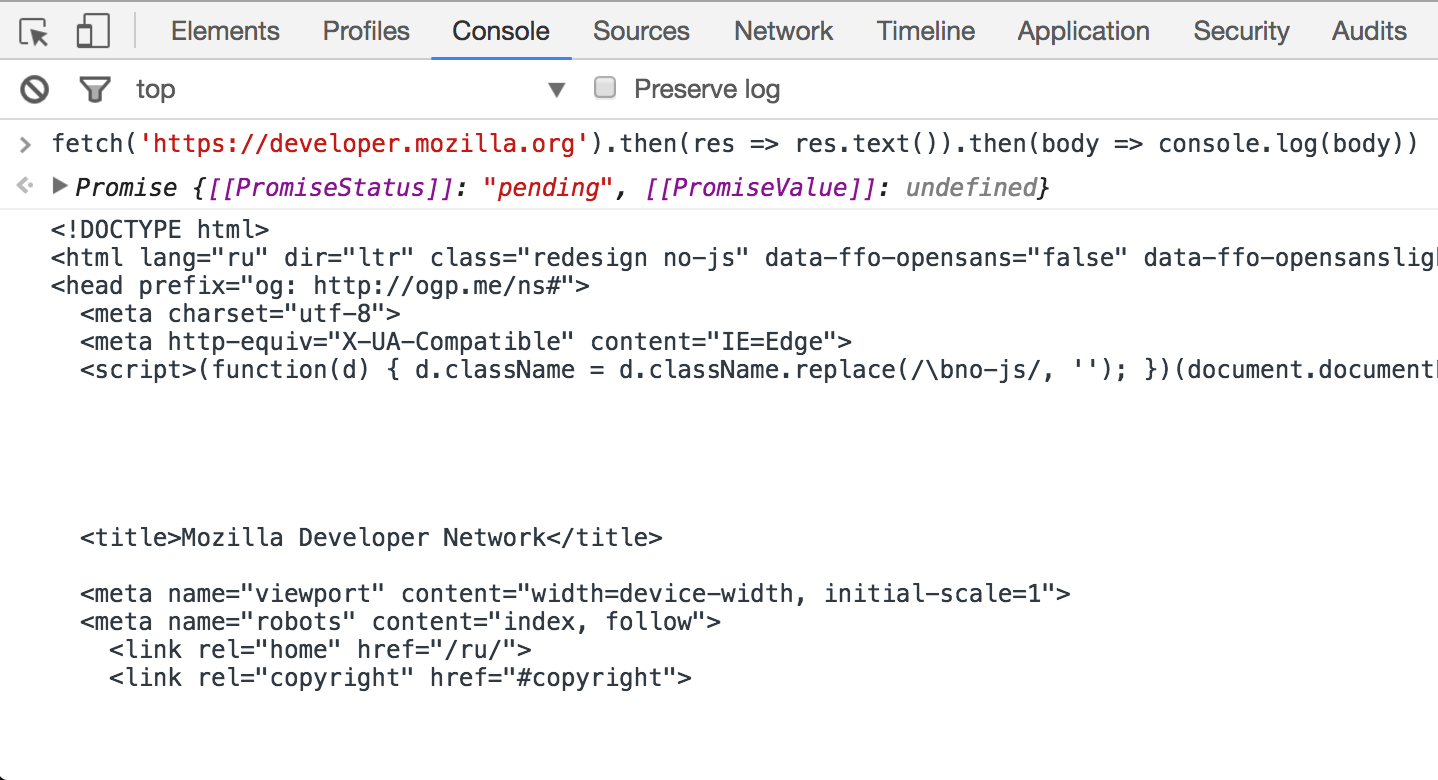 Elements Profiles Console Sources Network Timeline Application Security Audits
top Preserve log
fetch('https://developer.mozilla.org').then(res => res.text()).then(body => console.log(body))
Promise {[[PromiseStatus]]: "pending", [[PromiseValue]]: undefined}
<!DOCTYPE html>
<html lang="ru" dir="ltr" class="redesign no-js" data-ffo-opensans="false" data-ffo-opensanslig
<head prefix="og: http://ogp.me/ns#">
<meta charset="utf-8">
<meta http-equiv="X-UA-Compatible" content="IE=Edge">
<script>(function(d) { d.className = d.className.replace(/\bno-js/, ''); })(document.document
<title>Mozilla Developer Network</title>
<meta name="viewport" content="width=device-width, initial-scale=1">
<meta name="robots" content="index, follow">
<link rel="home" href="/ru/">
<link rel="copyright" href="#copyright">